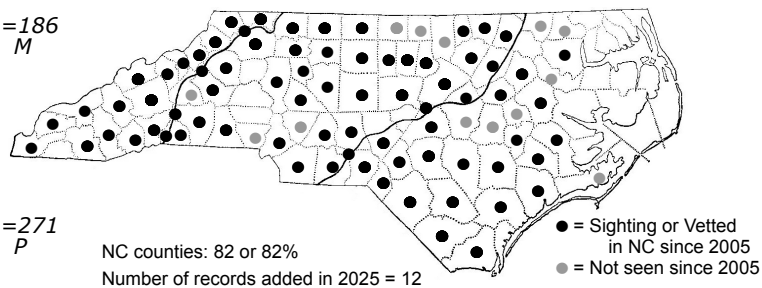 =186
M
=271
P
NC counties: 82 or 82%
Number of records added in 2025 = 12
= Sighting or Vetted
in NC since 2005
= Not seen since 2005